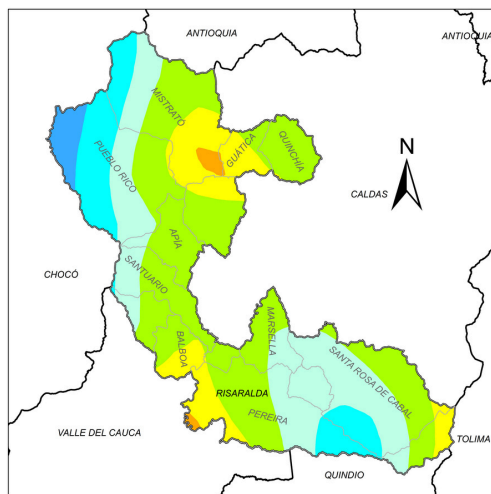 ANTIOQUIA
ANTIOQUIA
MISTRATÓ
N
GUÁTICA
QUINCHÍA
PUEBLO RICO
CALDAS
APÍA
CHOCÓ
SANTUARIO
MARSELLA
BALBOA
SANTA ROSA DE CABAL
RISARALDA
PEREIRA
VALLE DEL CAUCA
TOLIMA
QUINDIO